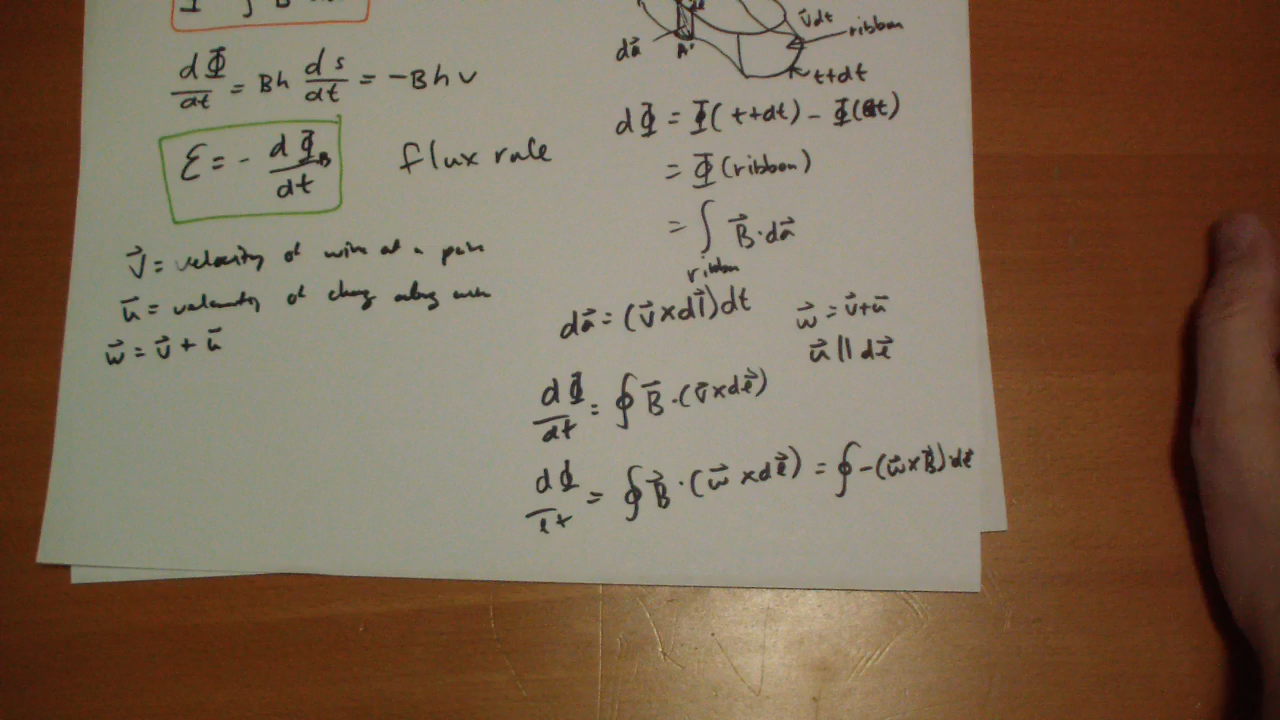 dΦ/dt = Bh ds/dt = -Bhv
ε = - dΦ_B/dt flux rule
v⃗ = velocity of wire at a
u⃗ = velocity of charge along wire
w⃗ = v⃗ + u⃗
v⃗dt
ribbon
da⃗
t+dt
dΦ = Φ(t+dt) - Φ(t)
= Φ(ribbon)
= ∫ B⃗·da⃗
ribbon
da⃗ = (v⃗×dl⃗)dt
w⃗ = v⃗+u⃗
u⃗ || dl⃗
dΦ/dt = ∮ B⃗·(v⃗×dl⃗)
dΦ/dt = ∮ B⃗·(w⃗×dl⃗) = ∮ -(w⃗×B⃗)·dl⃗